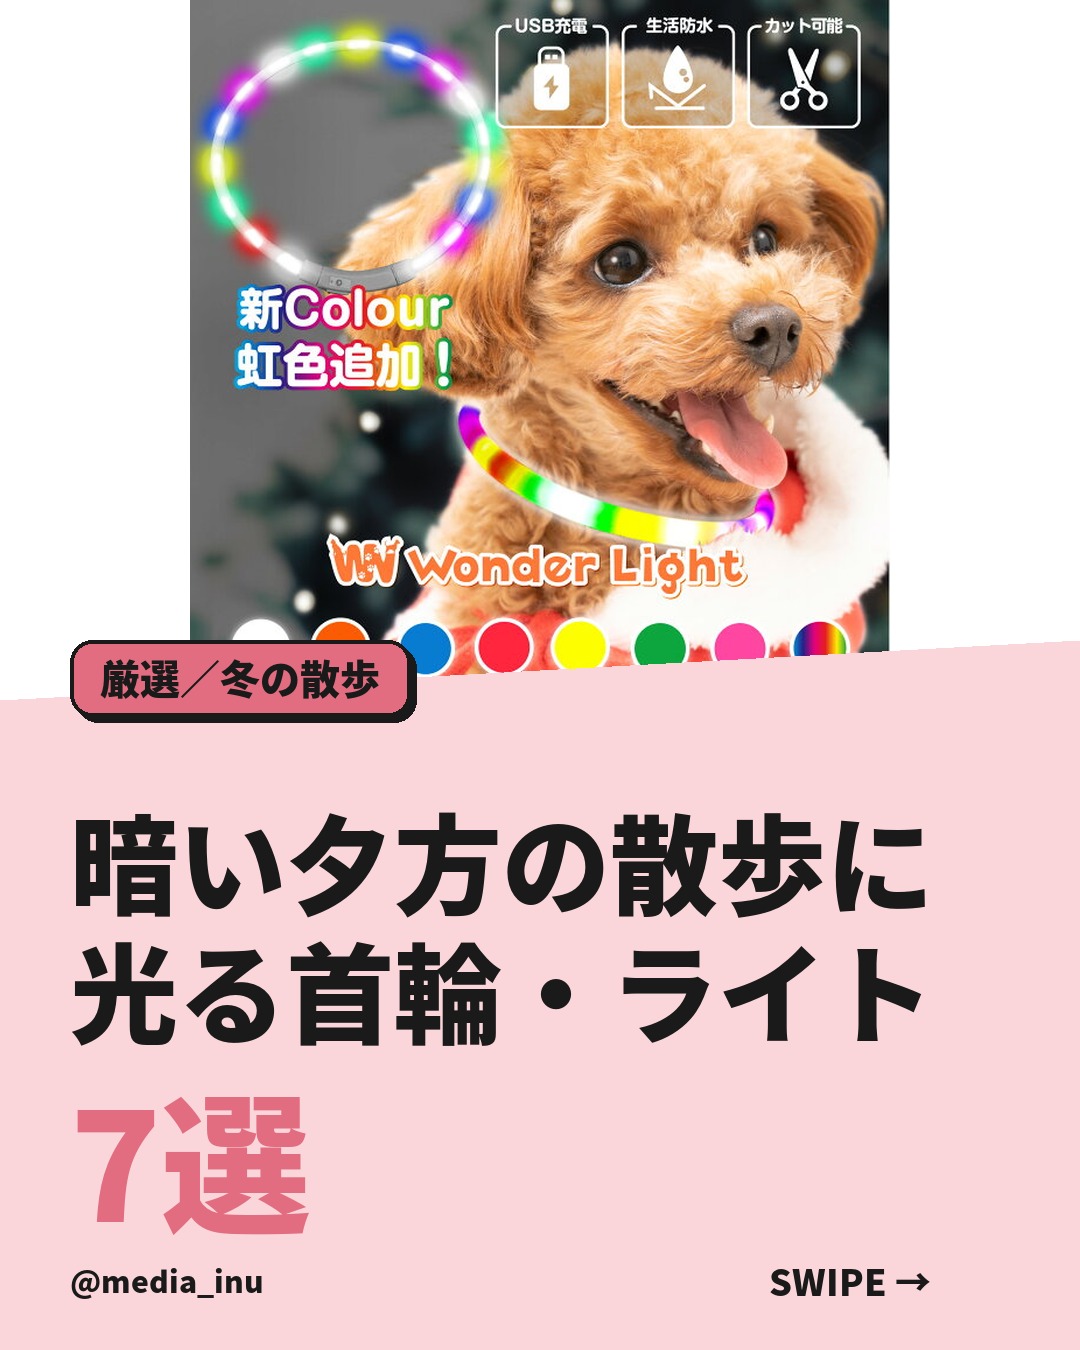 USB充電
生活防水
カット可能
新Colour
虹色追加！
W Wonder Light
厳選／冬の散歩
暗い夕方の散歩に
光る首輪・ライト
7選
@media_inu
SWIPE →